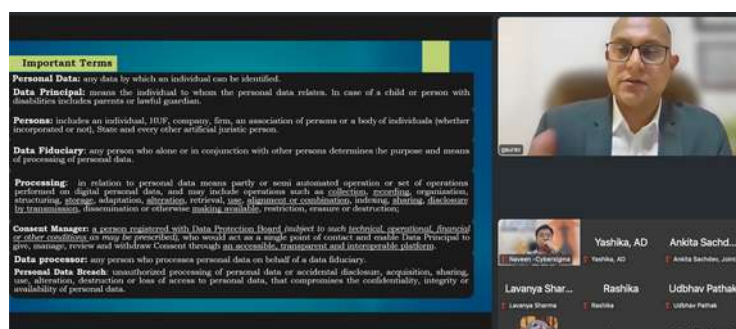 Important Terms
Personal Data: any data by which an individual can be identified.
Data Principal: means the individual to whom the personal data relates. In case of a child or person with
disabilities includes parents or lawful guardian.
Persons: includes an individual, HUF, company, firm, an association of persons or a body of individuals (whether
incorporated or not), State and every other artificial juristic person.
Data Fiduciary: any person who alone or in conjunction with other persons determines the purpose and means
of processing of personal data.
Processing: in relation to personal data means partly or semi automated operation or set of operations
performed on digital personal data, and may include operations such as collection, recording, organization,
structuring, storage, adaptation, alteration, retrieval, use, alignment or combination, indexing, sharing, disclosure
by transmission, dissemination or otherwise making available, restriction, erasure or destruction;
Consent Manager: a person registered with Data Protection Board (subject to such technical, operational, financial
or other conditions as may be prescribed), who would act as a single point of contact and enable Data Principal to
give, manage, review and withdraw Consent through an accessible, transparent and interoperable platform.
Data processor: any person who processes personal data on behalf of a data fiduciary.
Personal Data Breach: unauthorized processing of personal data or accidental disclosure, acquisition, sharing,
use, alteration, destruction or loss of access to personal data, that compromises the confidentiality, integrity or
availability of personal data.
gaurav
Naveen -Cybersigma
Yashika, AD
Yashika, AD
Ankita Sachd...
Ankita Sachdev, Joint
Lavanya Shar...
Lavanya Sharma
Rashika
Rashika
Udbhav Pathak
Udbhav Pathak